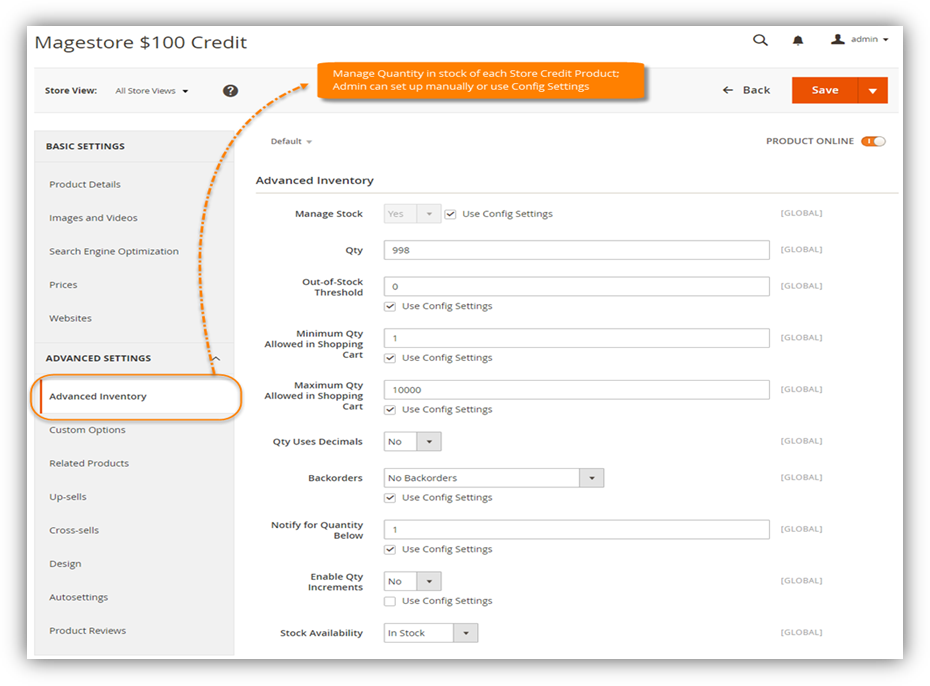 Magestore $100 Credit
admin
Manage Quantity in stock of each Store Credit Product:
Admin can set up manually or use Config Settings
Store View: All Store Views ?
Back
Save
BASIC SETTINGS
Product Details
Images and Videos
Search Engine Optimization
Prices
Websites
ADVANCED SETTINGS
Advanced Inventory
Custom Options
Related Products
Up-sells
Cross-sells
Design
Autosettings
Product Reviews
Default
PRODUCT ONLINE
Advanced Inventory
Manage Stock Yes Use Config Settings [GLOBAL]
Qty 998 [GLOBAL]
Out-of-Stock
Threshold
0 [GLOBAL]
Use Config Settings
Minimum Qty
Allowed in Shopping
Cart
1 [GLOBAL]
Use Config Settings
Maximum Qty
Allowed in Shopping
Cart
10000 [GLOBAL]
Use Config Settings
Qty Uses Decimals No [GLOBAL]
Backorders No Backorders [GLOBAL]
Use Config Settings
Notify for Quantity
Below
1 [GLOBAL]
Use Config Settings
Enable Qty
Increments
No [GLOBAL]
Use Config Settings
Stock Availability In Stock [GLOBAL]